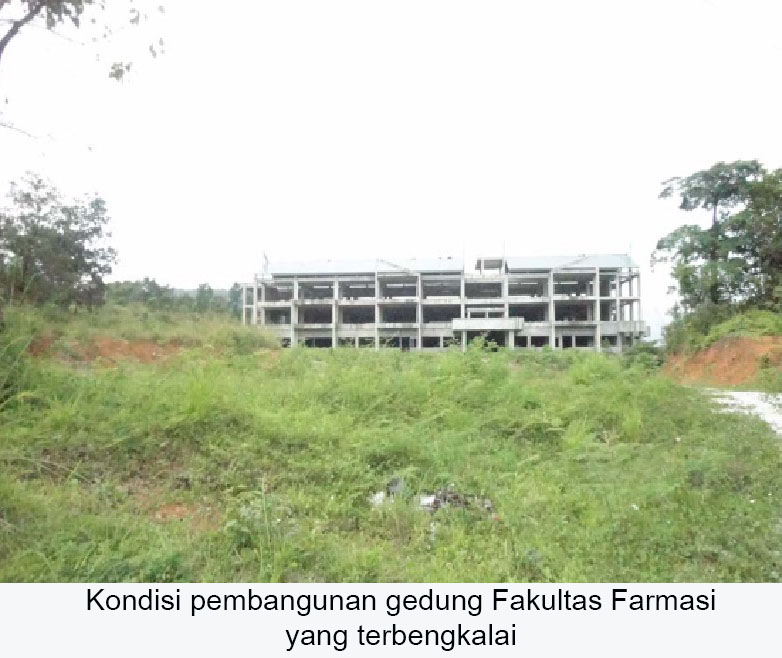 Kondisi pembangunan gedung Fakultas Farmasi
yang terbengkalai